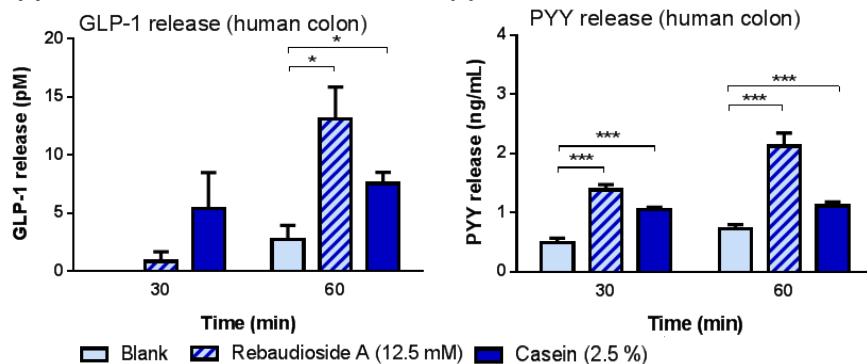 GLP-1 release (human colon)
20
15
10
5
0
GLP-1 release (pM)
*
*
30
60
Time (min)
PYY release (human colon)
4
3
2
1
0
PYY release (ng/mL)
***
***
***
***
30
60
Time (min)
Blank Rebaudioside A (12.5 mM) Casein (2.5 %)